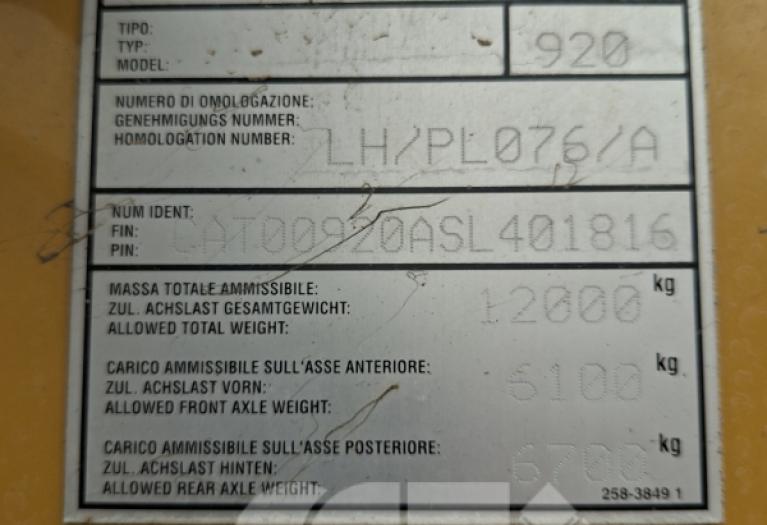 TIPO:
TYP:
MODEL: 920
NUMERO DI OMOLOGAZIONE:
GENEHMIGUNGS NUMMER:
HOMOLOGATION NUMBER: LH/PL076/A
NUM IDENT:
FIN: CAT00920ASL401816
PIN:
MASSA TOTALE AMMISSIBILE: kg
ZUL. ACHSLAST GESAMTGEWICHT: 12000
ALLOWED TOTAL WEIGHT:
CARICO AMMISSIBILE SULL'ASSE ANTERIORE: kg
ZUL. ACHSLAST VORN: 6100
ALLOWED FRONT AXLE WEIGHT:
CARICO AMMISSIBILE SULL'ASSE POSTERIORE: kg
ZUL. ACHSLAST HINTEN: 6700
ALLOWED REAR AXLE WEIGHT: 258-3849 1